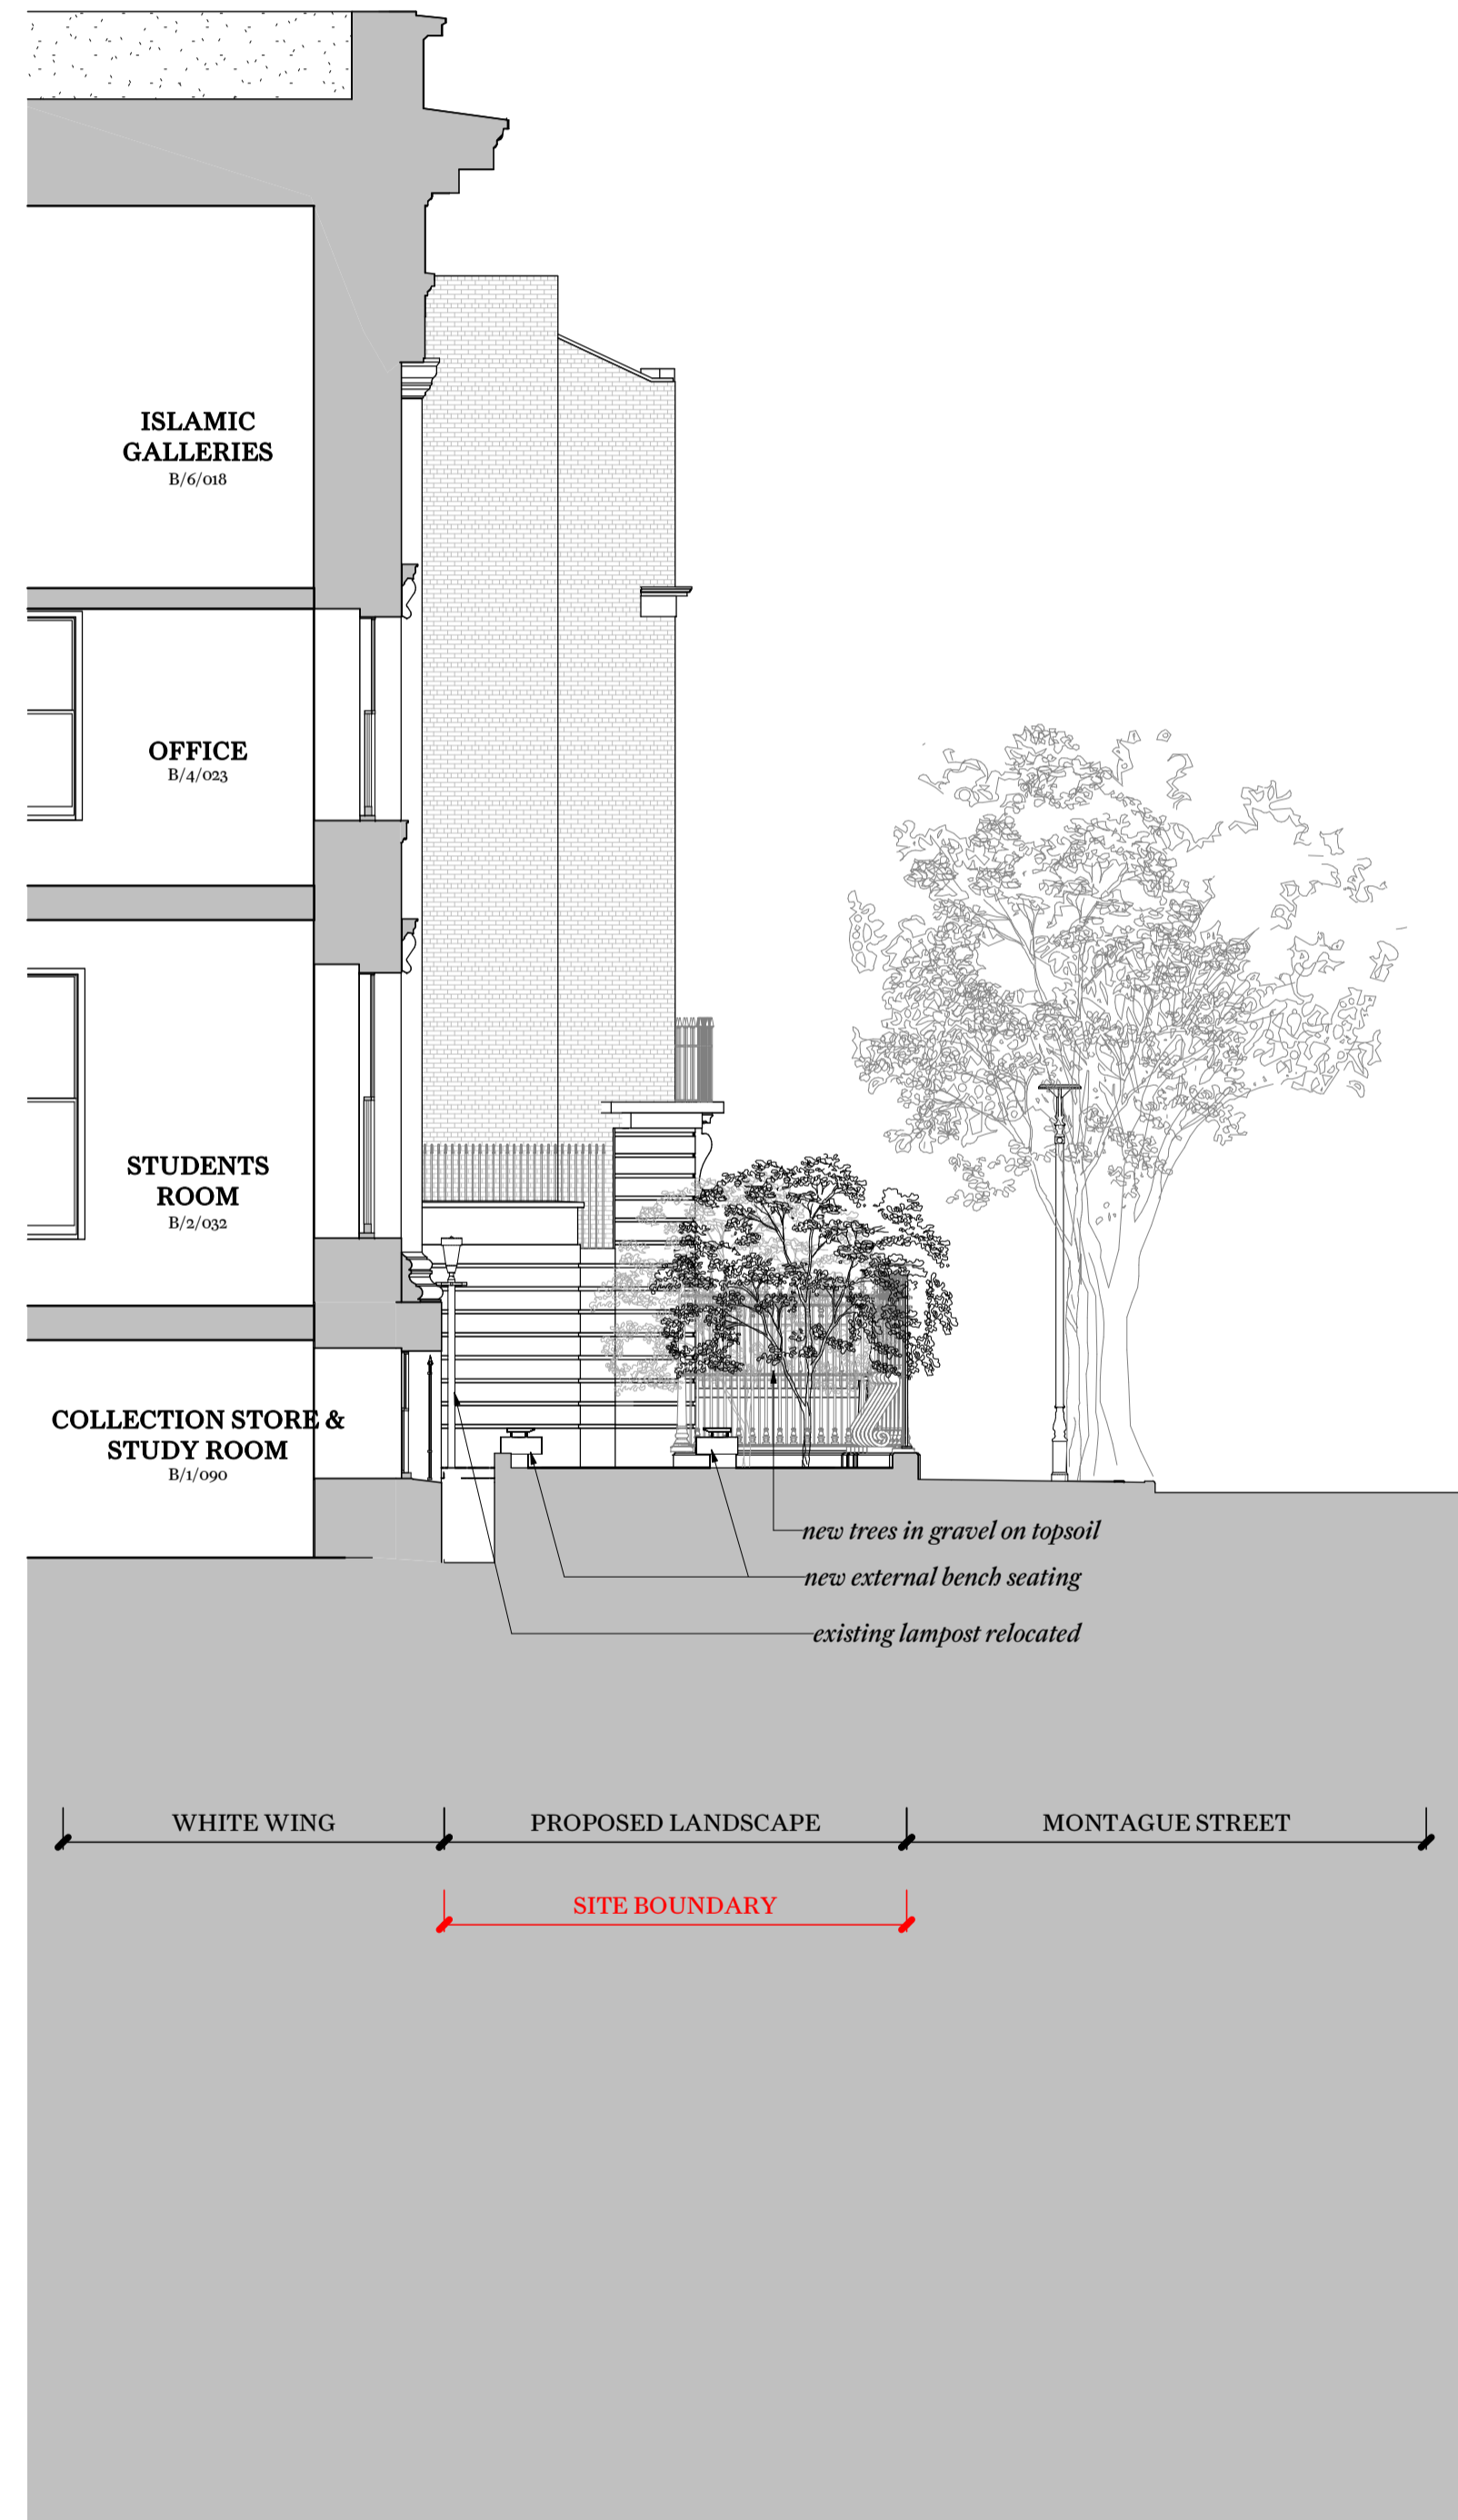 ISLAMIC
GALLERIES
B/6/018
OFFICE
B/4/023
STUDENTS
ROOM
B/2/032
COLLECTION STORE &
STUDY ROOM
B/1/090
new trees in gravel on topsoil
new external bench seating
existing lampost relocated
WHITE WING
PROPOSED LANDSCAPE
MONTAGUE STREET
SITE BOUNDARY